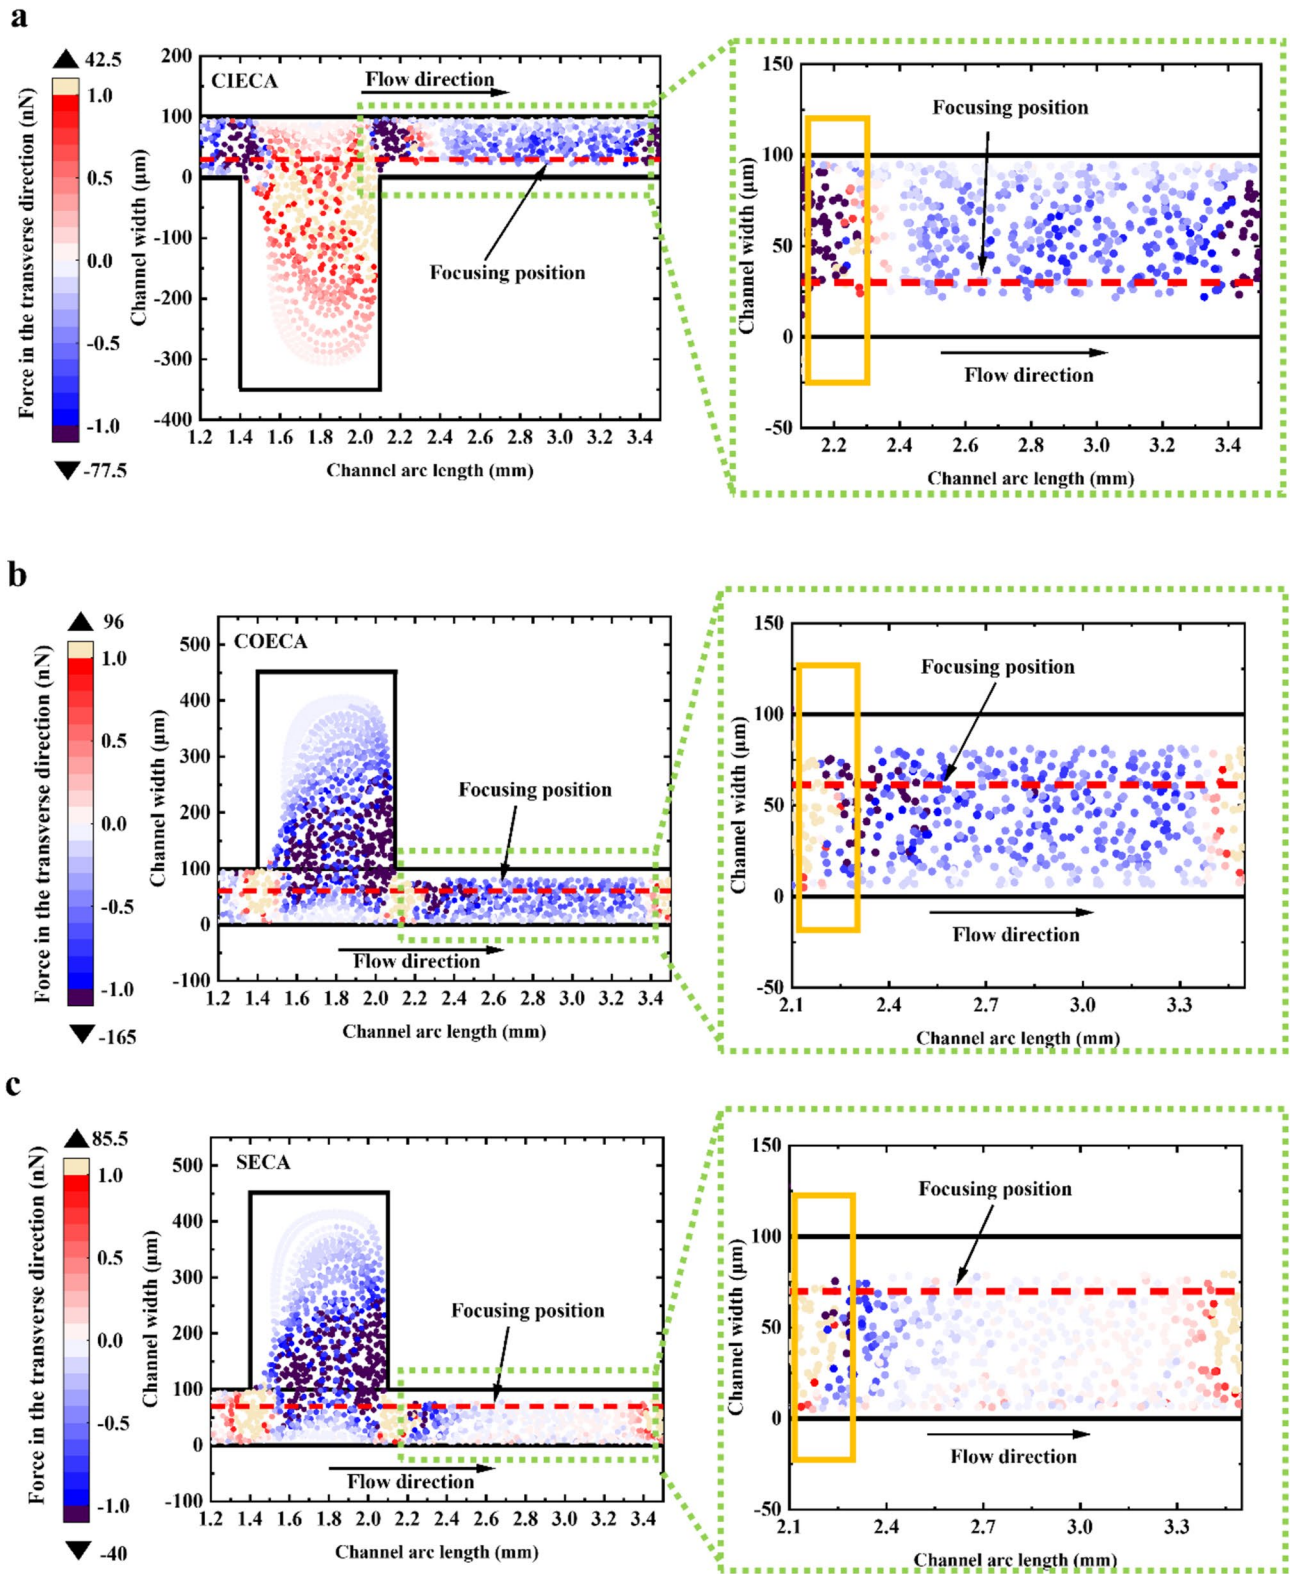 a
42.5
1.0
0.5
0.0
-0.5
-1.0
-77.5
Force in the transverse direction (nN)
200
100
0
-100
-200
-300
-400
Channel width (μm)
CIECA
Flow direction
Focusing position
1.2 1.4 1.6 1.8 2.0 2.2 2.4 2.6 2.8 3.0 3.2 3.4
Channel arc length (mm)
150
100
50
0
-50
Channel width (μm)
Focusing position
Flow direction
2.2 2.4 2.6 2.8 3.0 3.2 3.4
Channel arc length (mm)
b
96
1.0
0.5
0.0
-0.5
-1.0
-165
Force in the transverse direction (nN)
500
400
300
200
100
0
-100
Channel width (μm)
COECA
Focusing position
Flow direction
1.2 1.4 1.6 1.8 2.0 2.2 2.4 2.6 2.8 3.0 3.2 3.4
Channel arc length (mm)
150
100
50
0
-50
Channel width (μm)
Focusing position
Flow direction
2.1 2.4 2.7 3.0 3.3
Channel arc length (mm)
c
85.5
1.0
0.5
0.0
-0.5
-1.0
-40
Force in the transverse direction (nN)
500
400
300
200
100
0
-100
Channel width (μm)
SECA
Focusing position
Flow direction
1.2 1.4 1.6 1.8 2.0 2.2 2.4 2.6 2.8 3.0 3.2 3.4
Channel arc length (mm)
150
100
50
0
-50
Channel width (μm)
Focusing position
Flow direction
2.1 2.4 2.7 3.0 3.3
Channel arc length (mm)